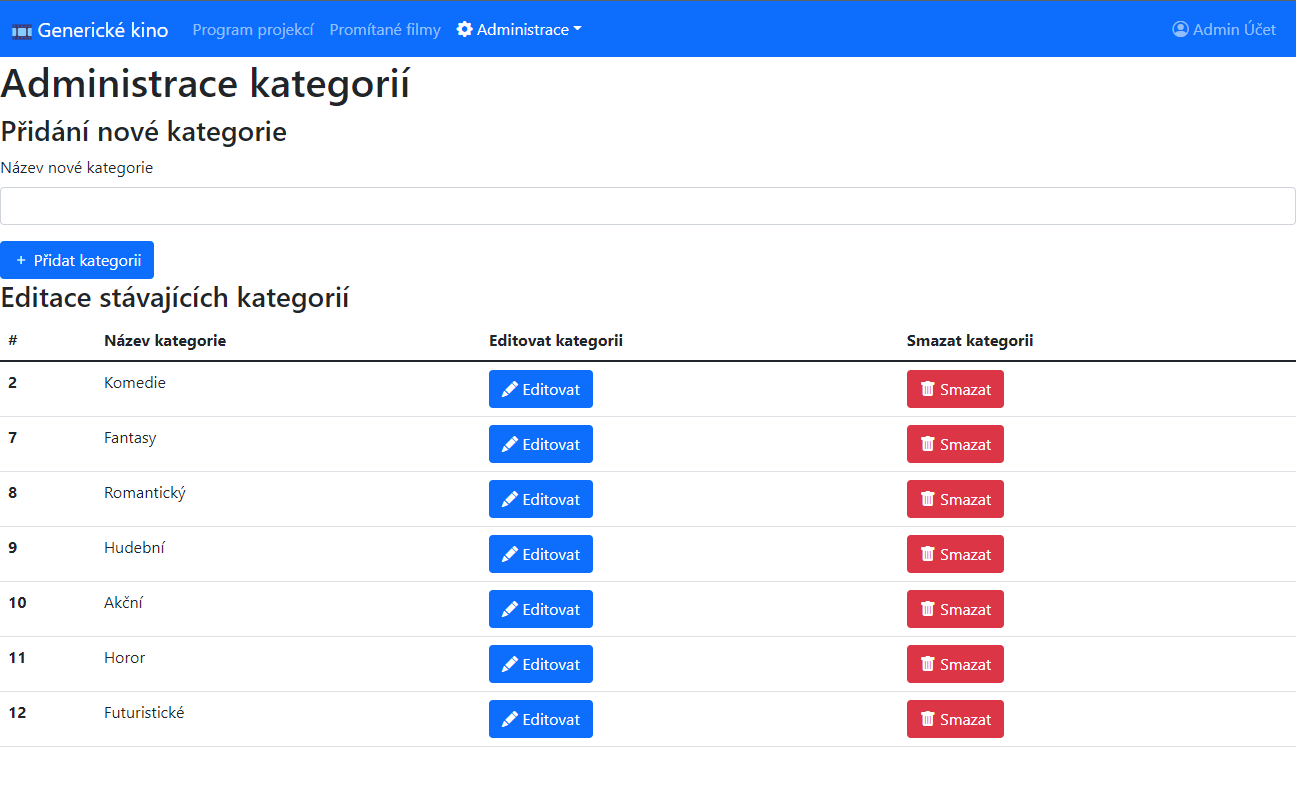 Generické kino Program projekcí Promítané filmy Administrace Admin Účet
Administrace kategorií
Přidání nové kategorie
Název nové kategorie
+ Přidat kategorii
Editace stávajících kategorií
# Název kategorie Editovat kategorii Smazat kategorii
2 Komedie Editovat Smazat
7 Fantasy Editovat Smazat
8 Romantický Editovat Smazat
9 Hudební Editovat Smazat
10 Akční Editovat Smazat
11 Horor Editovat Smazat
12 Futuristické Editovat Smazat